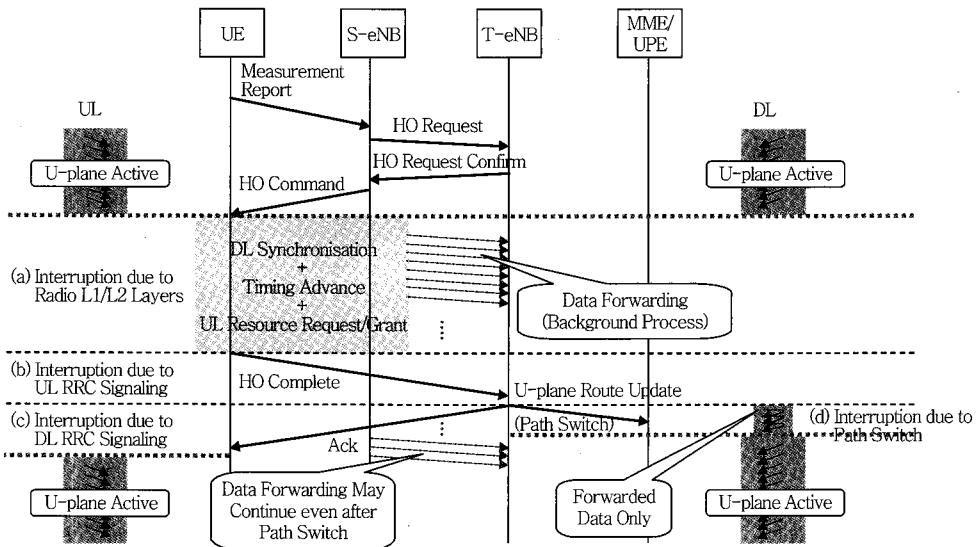 UE
S-eNB
T-eNB
MME/
UPE
Measurement
Report
UL
DL
HO Request
HO Request Confirm
U-plane Active
U-plane Active
HO Command
DL Synchronisation
+
Timing Advance
+
UL Resource Request/Grant
(a) Interruption due to
Radio L1/L2 Layers
Data Forwarding
(Background Process)
(b) Interruption due to
UL RRC Signaling
HO Complete
U-plane Route Update
(c) Interruption due to
DL RRC Signaling
(Path Switch)
(d) Interruption due to
Path Switch
Ack
U-plane Active
Data Forwarding May
Continue even after
Path Switch
Forwarded
Data Only
U-plane Active